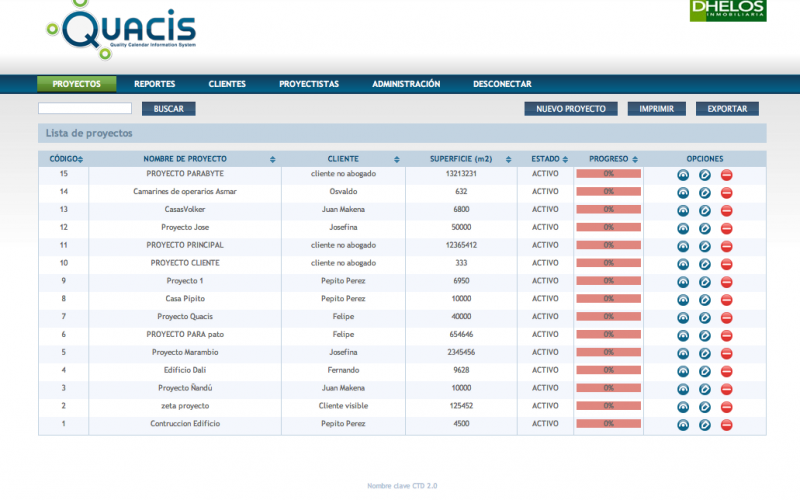 QUACIS
Quality Calendar Information System
DHELOS
INMOBILIARIA
PROYECTOS REPORTES CLIENTES PROYECTISTAS ADMINISTRACIÓN DESCONECTAR
BUSCAR NUEVO PROYECTO IMPRIMIR EXPORTAR
Lista de proyectos
CÓDIGO NOMBRE DE PROYECTO CLIENTE SUPERFICIE (m2) ESTADO PROGRESO OPCIONES
15 PROYECTO PARABYTE cliente no abogado 13213231 ACTIVO 0%
14 Camarines de operarios Asmar Osvaldo 632 ACTIVO 0%
13 CasasVolker Juan Makena 6800 ACTIVO 0%
12 Proyecto Jose Josefina 50000 ACTIVO 0%
11 PROYECTO PRINCIPAL cliente no abogado 12365412 ACTIVO 0%
10 PROYECTO CLIENTE cliente no abogado 333 ACTIVO 0%
9 Proyecto 1 Pepito Perez 6950 ACTIVO 0%
8 Casa Pipito Pepito Perez 10000 ACTIVO 0%
7 Proyecto Quacis Felipe 40000 ACTIVO 0%
6 PROYECTO PARA pato Felipe 654646 ACTIVO 0%
5 Proyecto Marambio Josefina 2345456 ACTIVO 0%
4 Edificio Dalí Fernando 9628 ACTIVO 0%
3 Proyecto Ñandú Juan Makena 10000 ACTIVO 0%
2 zeta proyecto Cliente visible 125452 ACTIVO 0%
1 Contruccion Edificio Pepito Perez 4500 ACTIVO 0%
Nombre clave CTD 2.0